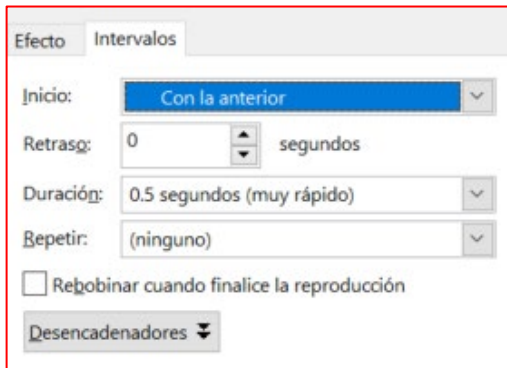 Efecto Intervalos
Inicio: Con la anterior
Retraso: 0 segundos
Duración: 0.5 segundos (muy rápido)
Repetir: (ninguno)
Rebobinar cuando finalice la reproducción
Desencadenadores